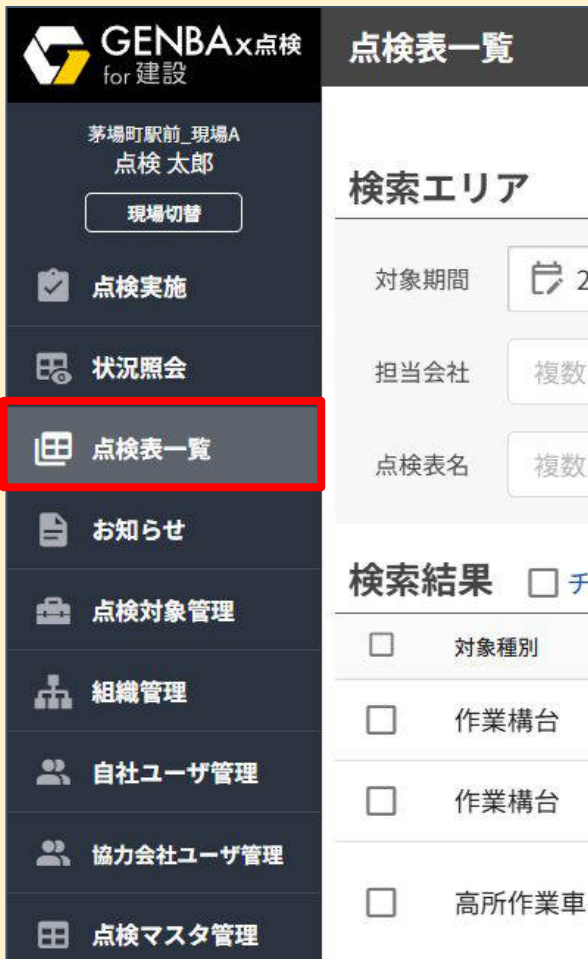 GENBAx点検
for 建設
茅場町駅前_現場A
点検 太郎
現場切替
点検実施
状況照会
点検表一覧
お知らせ
点検対象管理
組織管理
自社ユーザ管理
協力会社ユーザ管理
点検マスタ管理
点検表一覧
検索エリア
対象期間 2
担当会社 複数
点検表名 複数
検索結果 チ
対象種別
作業構台
作業構台
高所作業車